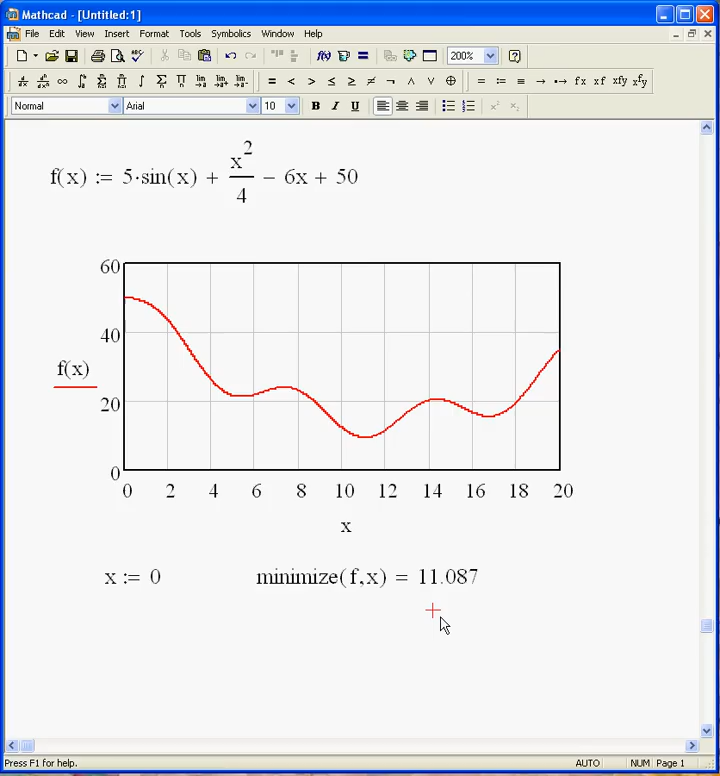 Mathcad - [Untitled:1]
File Edit View Insert Format Tools Symbolics Window Help
200%
Normal Arial 10 B I U
f(x) := 5·sin(x) + x^2/4 − 6x + 50
60
40
f(x)
20
0
0 2 4 6 8 10 12 14 16 18 20
x
x := 0 minimize(f,x) = 11.087
Press F1 for help. AUTO NUM Page 1